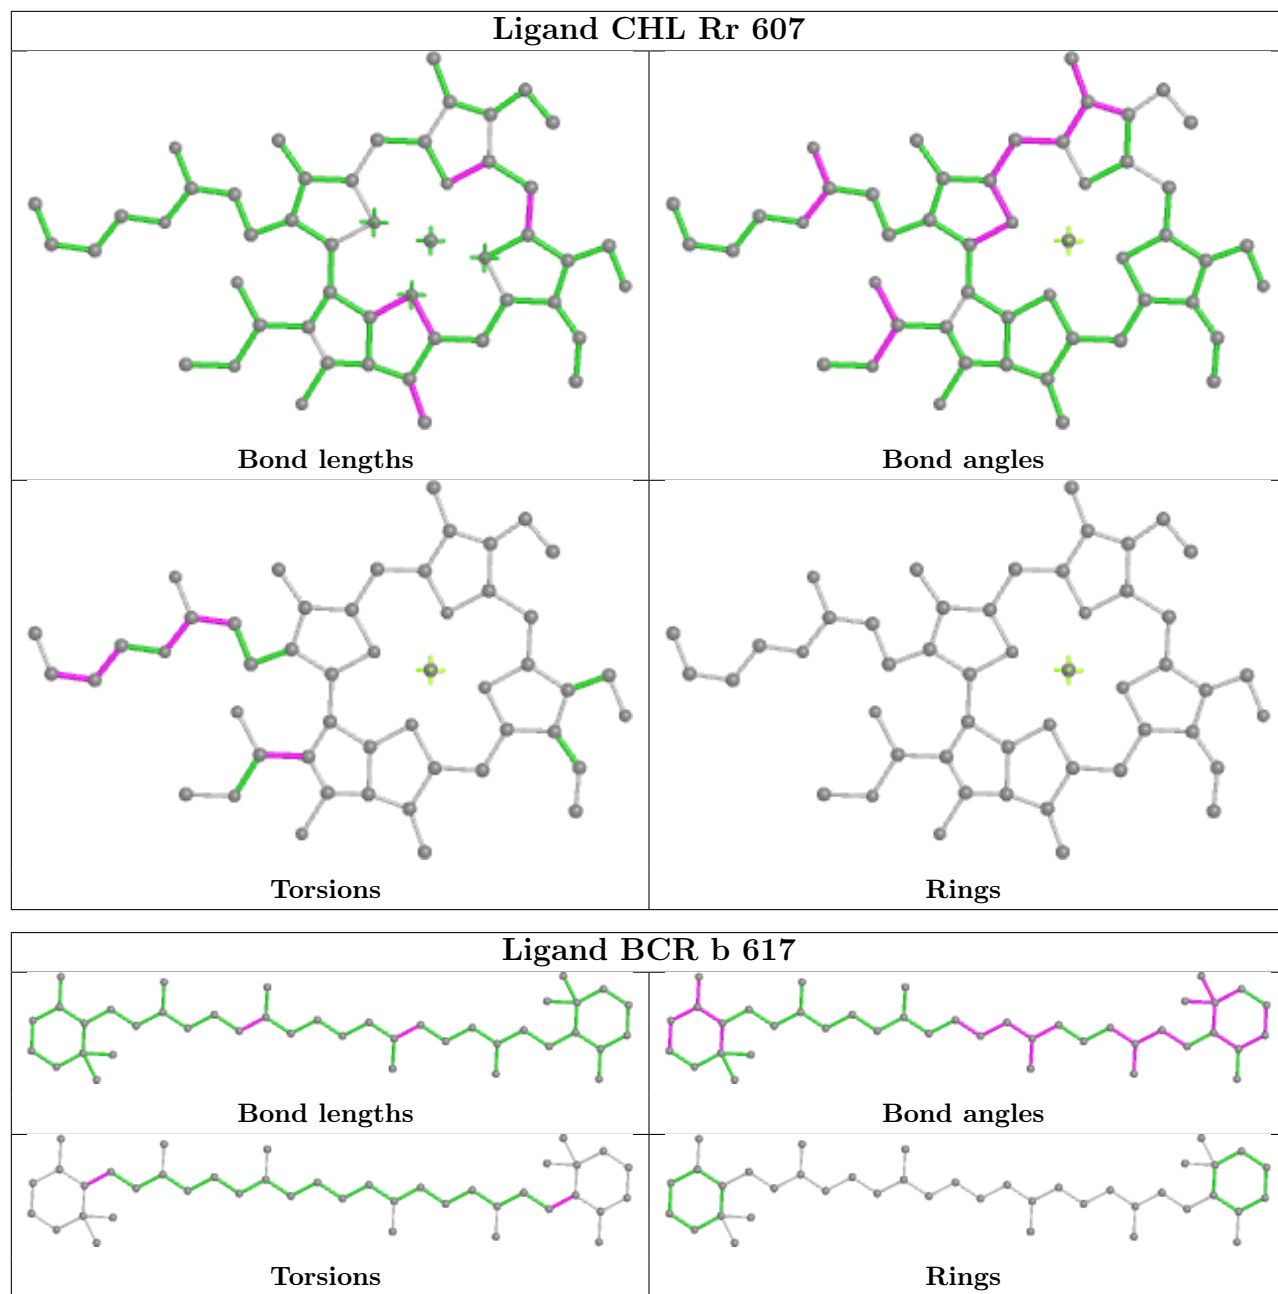 Ligand CHL Rr 607
Bond lengths
Bond angles
Torsions
Rings
Ligand BCR b 617
Bond lengths
Bond angles
Torsions
Rings